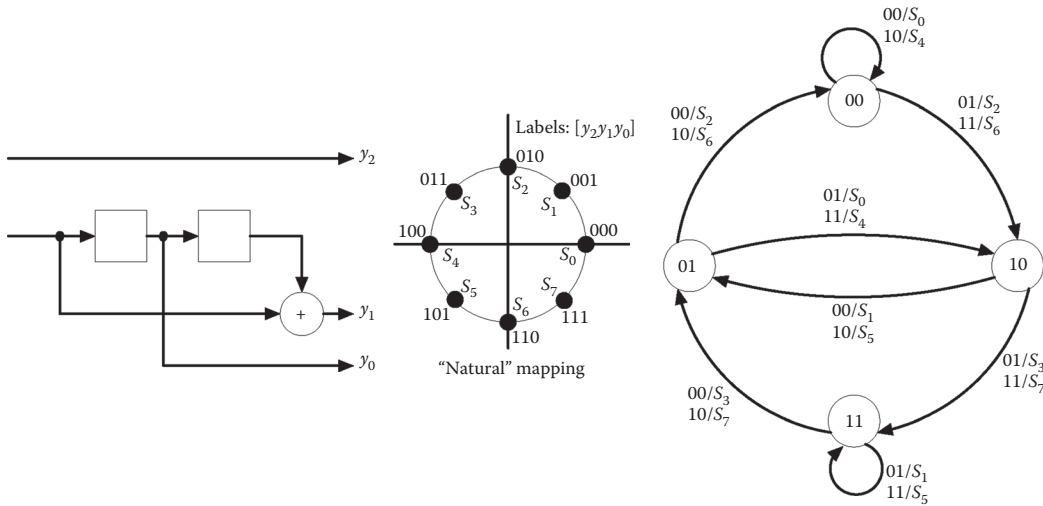 y2
+
y1
y0
Labels: [y2y1y0]
010
011
001
S2
S3
S1
100
000
S4
S0
S5
S7
S6
101
111
110
“Natural” mapping
00/S0
10/S4
00
00/S2
10/S6
01/S2
11/S6
01/S0
11/S4
01
10
00/S1
10/S5
00/S3
10/S7
01/S3
11/S7
11
01/S1
11/S5